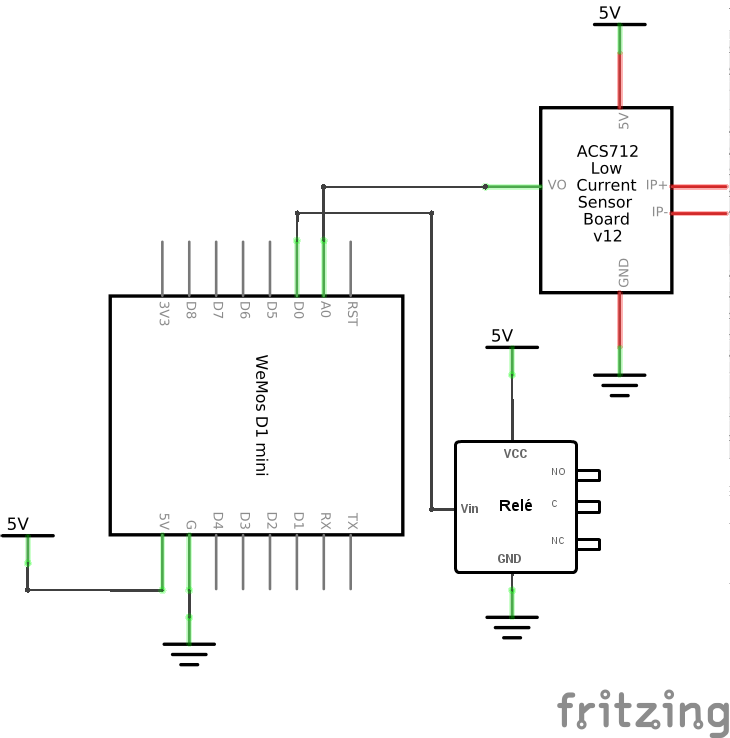 5V
5V
ACS712
Low
Current
Sensor
Board
v12
VO
IP+
IP-
GND
3V3
D8
D7
D6
D5
D0
A0
RST
WeMos D1 mini
5V
G
D4
D3
D2
D1
RX
TX
5V
5V
VCC
NO
Vin
Relé
C
NC
GND
fritzing